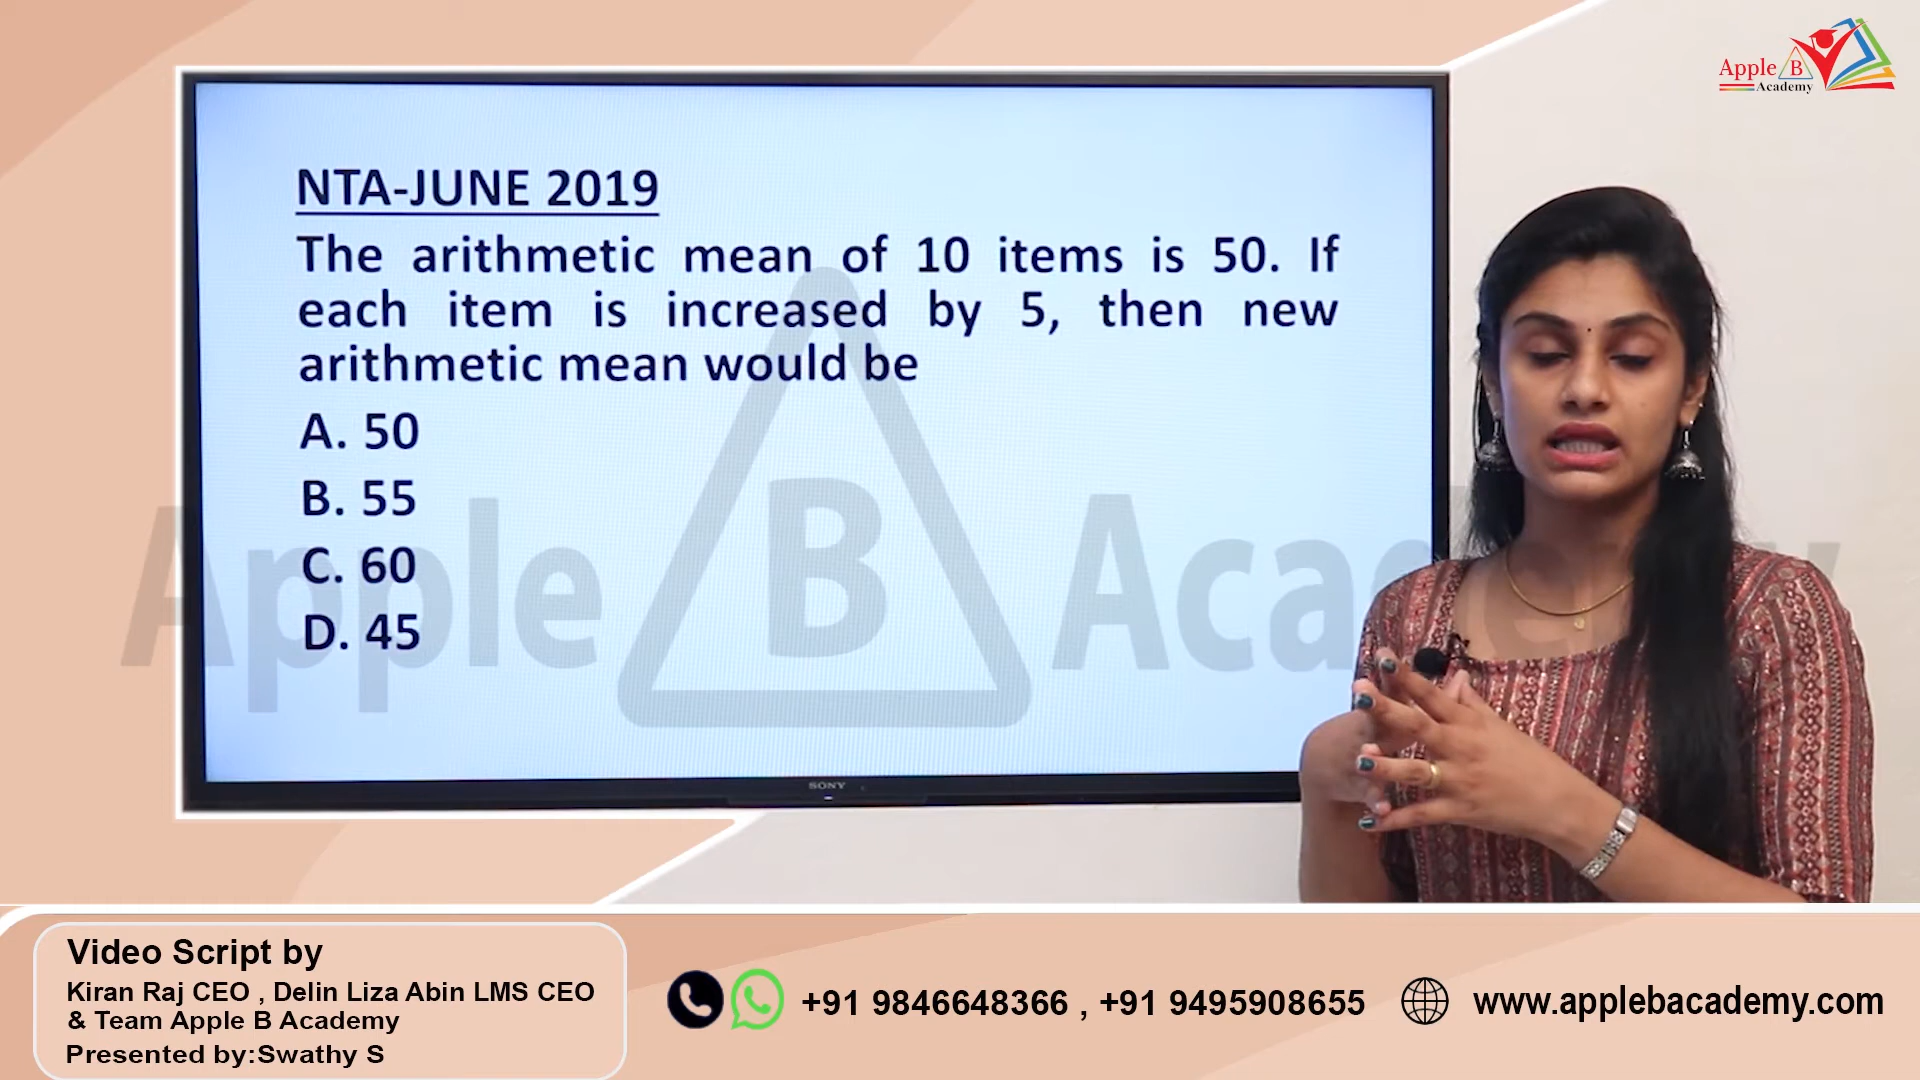 Apple B
Academy
NTA-JUNE 2019
The arithmetic mean of 10 items is 50. If
each item is increased by 5, then new
arithmetic mean would be
A. 50
B. 55
C. 60
D. 45
Apple B Academy
SONY
Video Script by
Kiran Raj CEO , Delin Liza Abin LMS CEO
& Team Apple B Academy
Presented by:Swathy S
+91 9846648366 , +91 9495908655
www.applebacademy.com